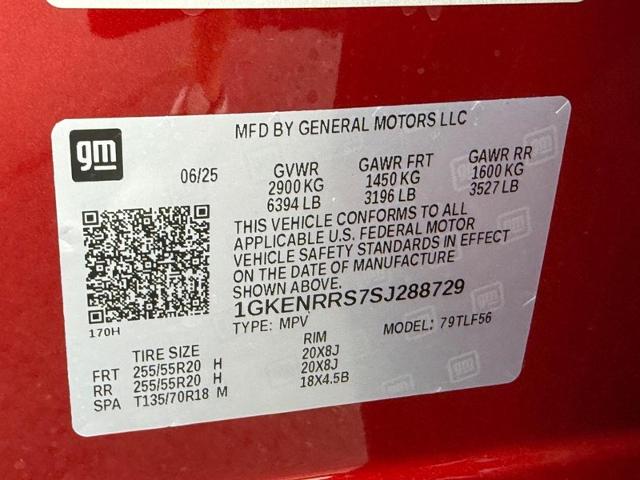 gm
MFD BY GENERAL MOTORS LLC
06/25 GVWR GAWR FRT GAWR RR
2900 KG 1450 KG 1600 KG
6394 LB 3196 LB 3527 LB
THIS VEHICLE CONFORMS TO ALL
APPLICABLE U.S. FEDERAL MOTOR
VEHICLE SAFETY STANDARDS IN EFFECT
ON THE DATE OF MANUFACTURE
SHOWN ABOVE.
1GKENRRS7SJ288729
170H
TYPE: MPV MODEL: 79TLF56
TIRE SIZE RIM
FRT 255/55R20 H 20X8J
RR 255/55R20 H 20X8J
SPA T135/70R18 M 18X4.5B